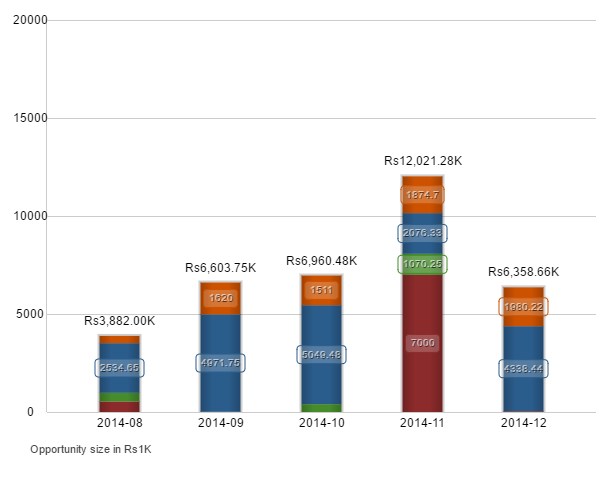 20000
15000
Rs12,021.28K
1874.7
10000
2076.33
1070.25
Rs6,603.75K
Rs6,960.48K
Rs6,358.66K
1620
1511
1980.22
5000
Rs3,882.00K
7000
2534.65
4971.75
5049.48
4338.44
0
2014-08 2014-09 2014-10 2014-11 2014-12
Opportunity size in Rs1K